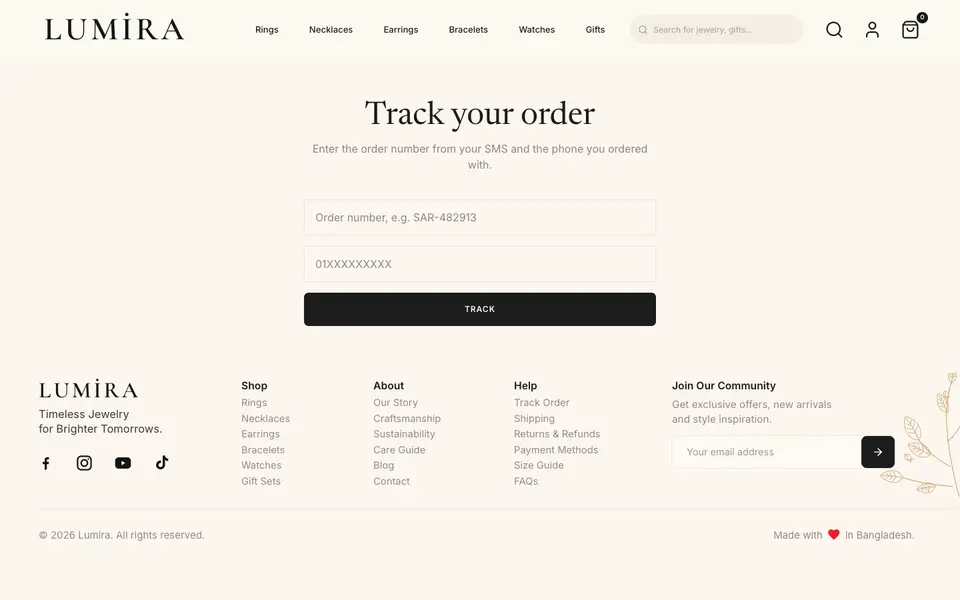 LUMİRA
Rings
Necklaces
Earrings
Bracelets
Watches
Gifts
Search for jewelry, gifts...
0
Track your order
Enter the order number from your SMS and the phone you ordered
with.
Order number, e.g. SAR-482913
01XXXXXXXXX
TRACK
LUMİRA
Timeless Jewelry
for Brighter Tomorrows.
Shop
Rings
Necklaces
Earrings
Bracelets
Watches
Gift Sets
About
Our Story
Craftsmanship
Sustainability
Care Guide
Blog
Contact
Help
Track Order
Shipping
Returns & Refunds
Payment Methods
Size Guide
FAQs
Join Our Community
Get exclusive offers, new arrivals
and style inspiration.
Your email address
© 2026 Lumira. All rights reserved.
Made with ❤ in Bangladesh.